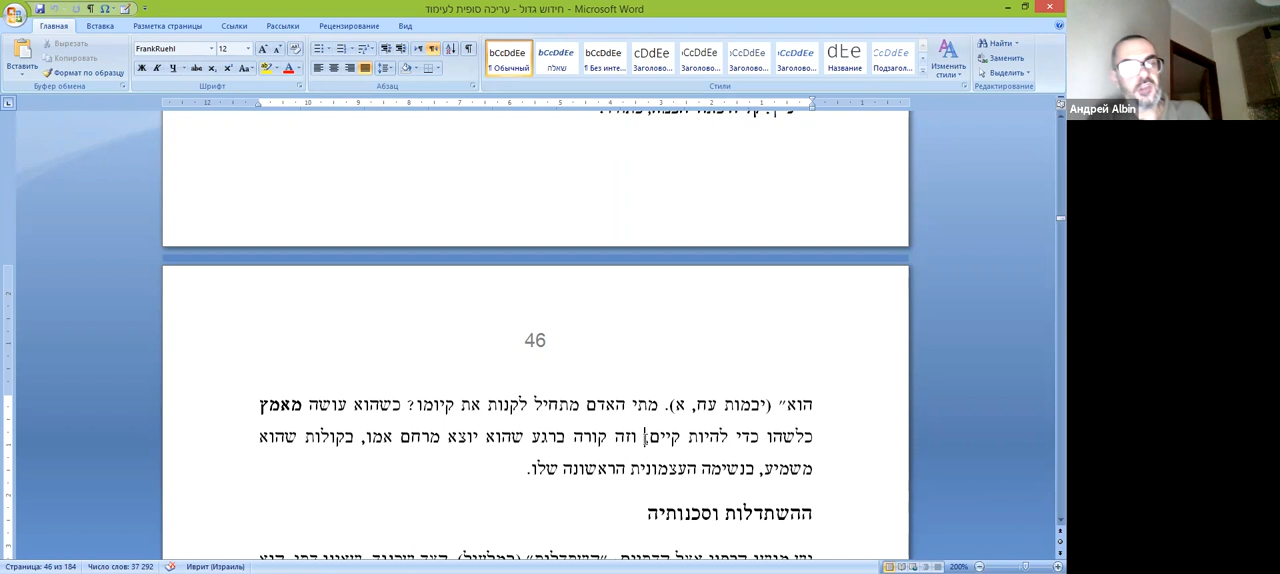 חידוש גדול - עריכה סופית לעימוד - Microsoft Word
Главная Вставка Разметка страницы Ссылки Рассылки Рецензирование Вид
Вставить
Вырезать
Копировать
Формат по образцу
Буфер обмена
FrankRuehl 12
Шрифт
Абзац
¶ Обычный
שאלה
¶ Без инте...
Заголово...
Заголово...
Заголово...
Заголово...
Название
Подзагол...
Стили
Изменить стили
Найти
Заменить
Выделить
Редактирование
Андрей Albin
46
הוא״ (יבמות עח, א). מתי האדם מתחיל לקנות את קיומו? כשהוא עושה מאמץ
כלשהו כדי להיות קיים; וזה קורה ברגע שהוא יוצא מרחם אמו, בקולות שהוא
משמיע, בנשימה העצמונית הראשונה שלו.
ההשתדלות וסכנותיה
Страница: 46 из 184 Число слов: 37 292 Иврит (Израиль) 200%